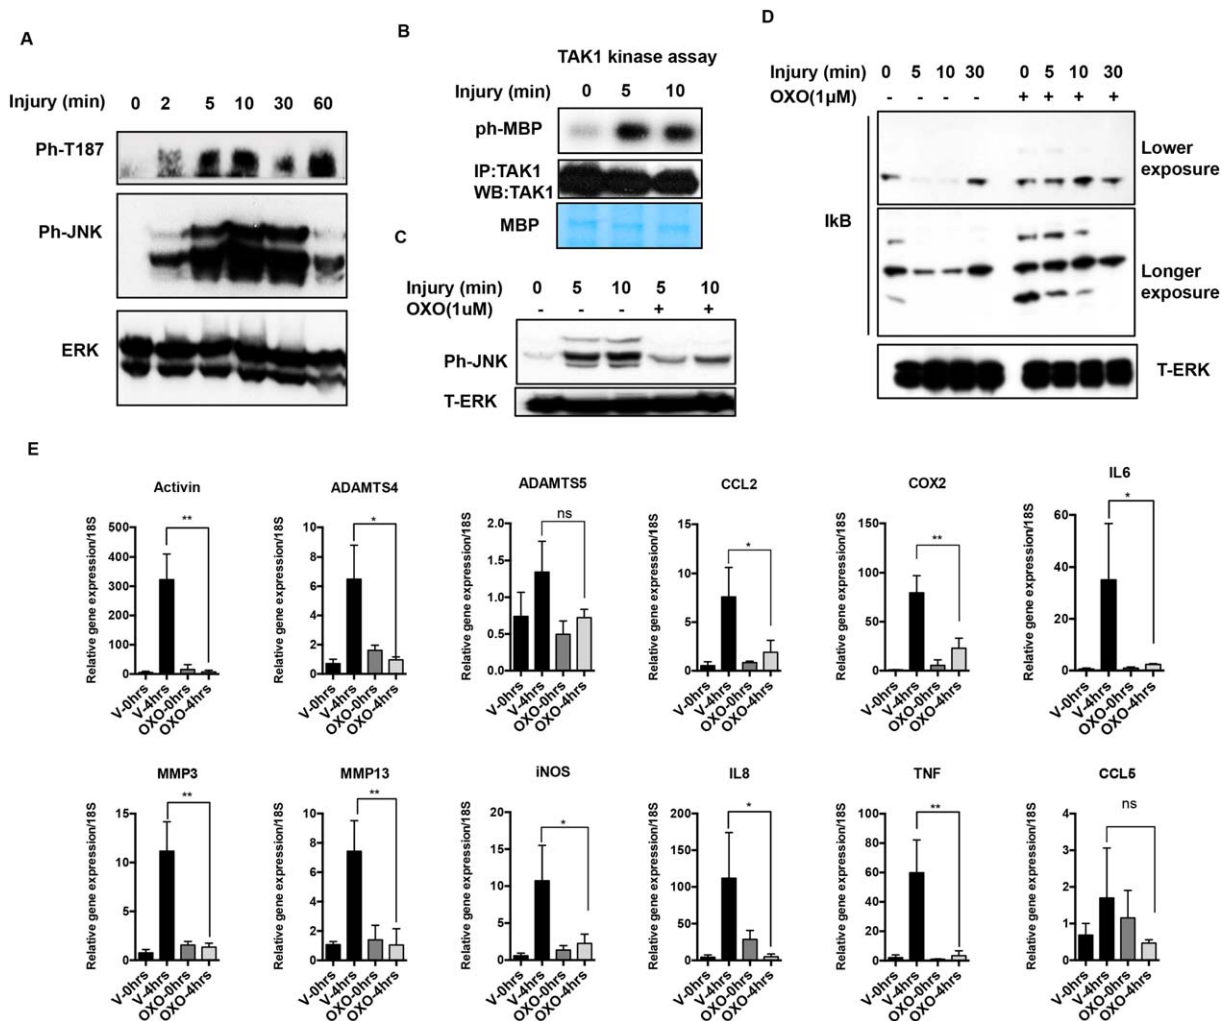 A
Injury (min) 0 2 5 10 30 60
Ph-T187
Ph-JNK
ERK
B
TAK1 kinase assay
Injury (min) 0 5 10
ph-MBP
IP:TAK1
WB:TAK1
MBP
C
Injury (min) 0 5 10 5 10
OXO(1uM) - - - + +
Ph-JNK
T-ERK
D
Injury (min) 0 5 10 30 0 5 10 30
OXO(1µM) - - - - + + + +
Lower
exposure
IkB
Longer
exposure
T-ERK
E
Activin
Relative gene expression/18S
500
400
300
200
100
0
**
V-0hrs
V-4hrs
OXO-0hrs
OXO-4hrs
ADAMTS4
Relative gene expression/18S
10
8
6
4
2
0
*
V-0hrs
V-4hrs
OXO-0hrs
OXO-4hrs
ADAMTS5
Relative gene expression/18S
2.0
1.5
1.0
0.5
0.0
ns
V-0hrs
V-4hrs
OXO-0hrs
OXO-4hrs
CCL2
Relative gene expression/18S
15
10
5
0
*
V-0hrs
V-4hrs
OXO-0hrs
OXO-4hrs
COX2
Relative gene expression/18S
150
100
50
0
**
V-0hrs
V-4hrs
OXO-0hrs
OXO-4hrs
IL6
Relative gene expression/18S
60
40
20
0
*
V-0hrs
V-4hrs
OXO-0hrs
OXO-4hrs
MMP3
Relative gene expression/18S
15
10
5
0
**
V-0hrs
V-4hrs
OXO-0hrs
OXO-4hrs
MMP13
Relative gene expression/18S
10
8
6
4
2
0
**
V-0hrs
V-4hrs
OXO-0hrs
OXO-4hrs
iNOS
Relative gene expression/18S
20
15
10
5
0
*
V-0hrs
V-4hrs
OXO-0hrs
OXO-4hrs
IL8
Relative gene expression/18S
200
150
100
50
0
*
V-0hrs
V-4hrs
OXO-0hrs
OXO-4hrs
TNF
Relative gene expression/18S
100
80
60
40
20
0
**
V-0hrs
V-4hrs
OXO-0hrs
OXO-4hrs
CCL5
Relative gene expression/18S
4
3
2
1
0
ns
V-0hrs
V-4hrs
OXO-0hrs
OXO-4hrs